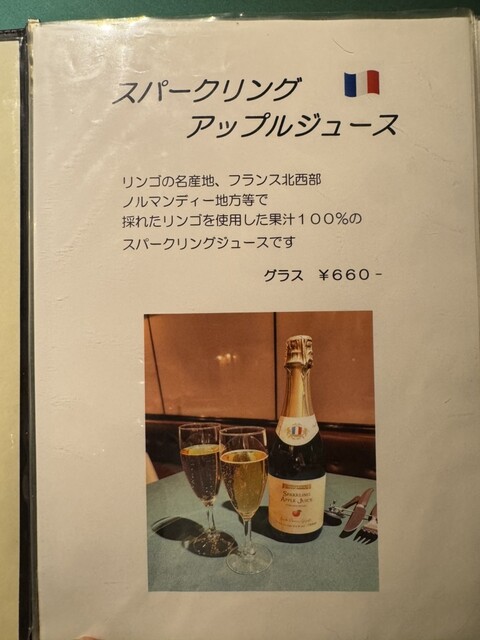 スパークリング
アップルジュース
リンゴの名産地、フランス北西部
ノルマンディー地方等で
採れたリンゴを使用した果汁１００％の
スパークリングジュースです
グラス　￥６６０－
SPARKLING
APPLE JUICE